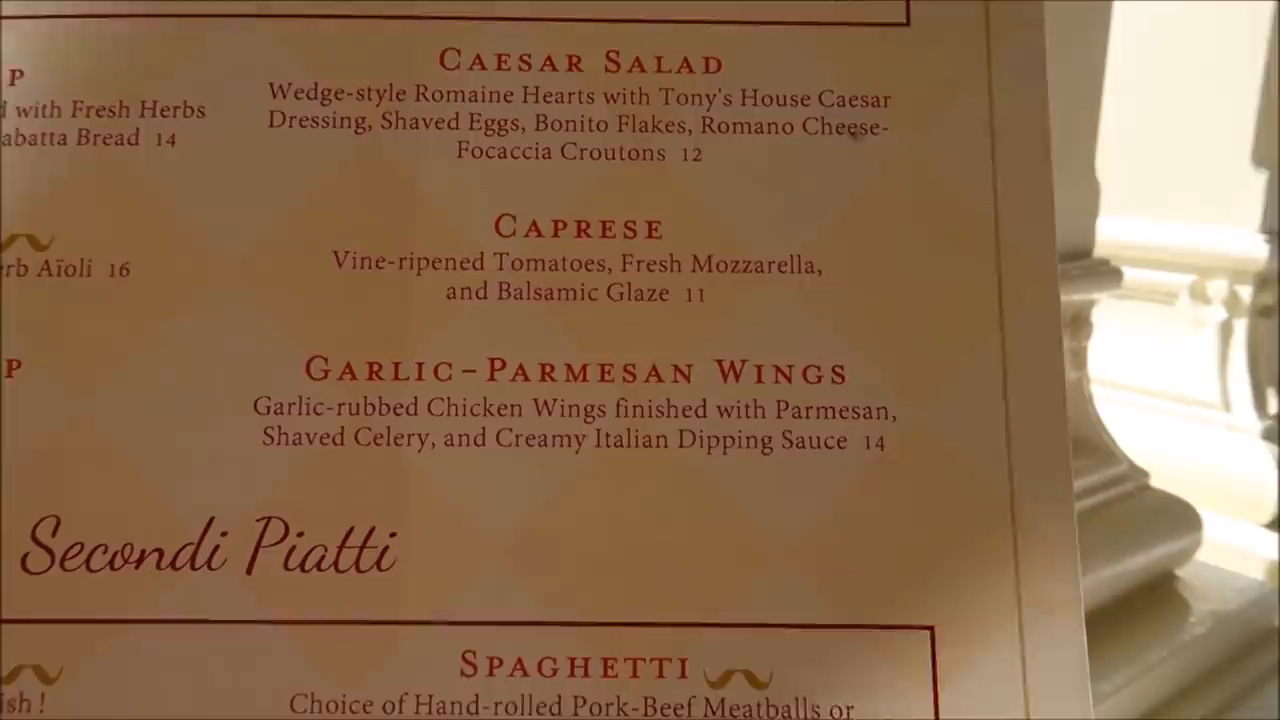 P
with Fresh Herbs
Bread 14
Aïoli 16
P
CAESAR SALAD
Wedge-style Romaine Hearts with Tony's House Caesar
Dressing, Shaved Eggs, Bonito Flakes, Romano Cheese-
Focaccia Croutons 12
CAPRESE
Vine-ripened Tomatoes, Fresh Mozzarella,
and Balsamic Glaze 11
GARLIC-PARMESAN WINGS
Garlic-rubbed Chicken Wings finished with Parmesan,
Shaved Celery, and Creamy Italian Dipping Sauce 14
Secondi Piatti
SPAGHETTI
Choice of Hand-rolled Pork-Beef Meatballs or